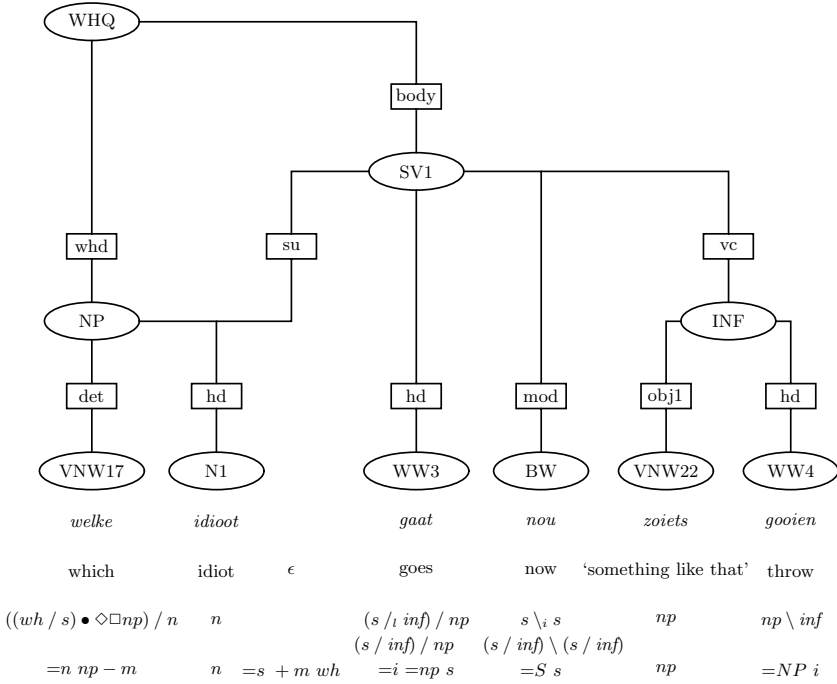 WHQ
body
SV1
whd su vc
NP INF
det hd hd mod obj1 hd
VNW17 N1 WW3 BW VNW22 WW4
welke idioot gaat nou zoiets gooien
which idiot ϵ goes now ‘something like that’ throw
((wh / s) • ◇□np) / n n (s /ₗ inf) / np s \ᵢ s np np \ inf
(s / inf) / np (s / inf) \ (s / inf)
=n np − m n =s +m wh =i =np s =S s np =NP i